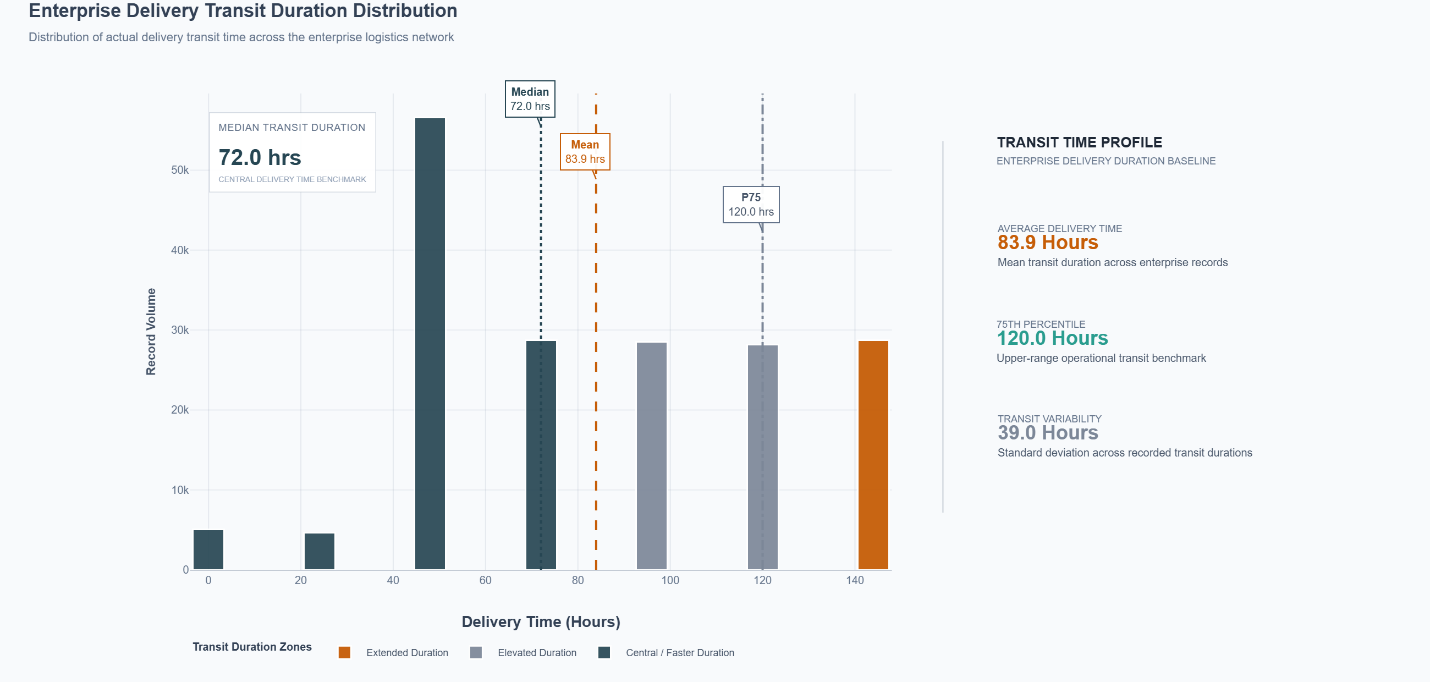 Enterprise Delivery Transit Duration Distribution
Distribution of actual delivery transit time across the enterprise logistics network
MEDIAN TRANSIT DURATION
72.0 hrs
CENTRAL DELIVERY TIME BENCHMARK
Median
72.0 hrs
Mean
83.9 hrs
P75
120.0 hrs
Record Volume
50k
40k
30k
20k
10k
0
0 20 40 60 80 100 120 140
Delivery Time (Hours)
Transit Duration Zones
Extended Duration
Elevated Duration
Central / Faster Duration
TRANSIT TIME PROFILE
ENTERPRISE DELIVERY DURATION BASELINE
AVERAGE DELIVERY TIME
83.9 Hours
Mean transit duration across enterprise records
75TH PERCENTILE
120.0 Hours
Upper-range operational transit benchmark
TRANSIT VARIABILITY
39.0 Hours
Standard deviation across recorded transit durations